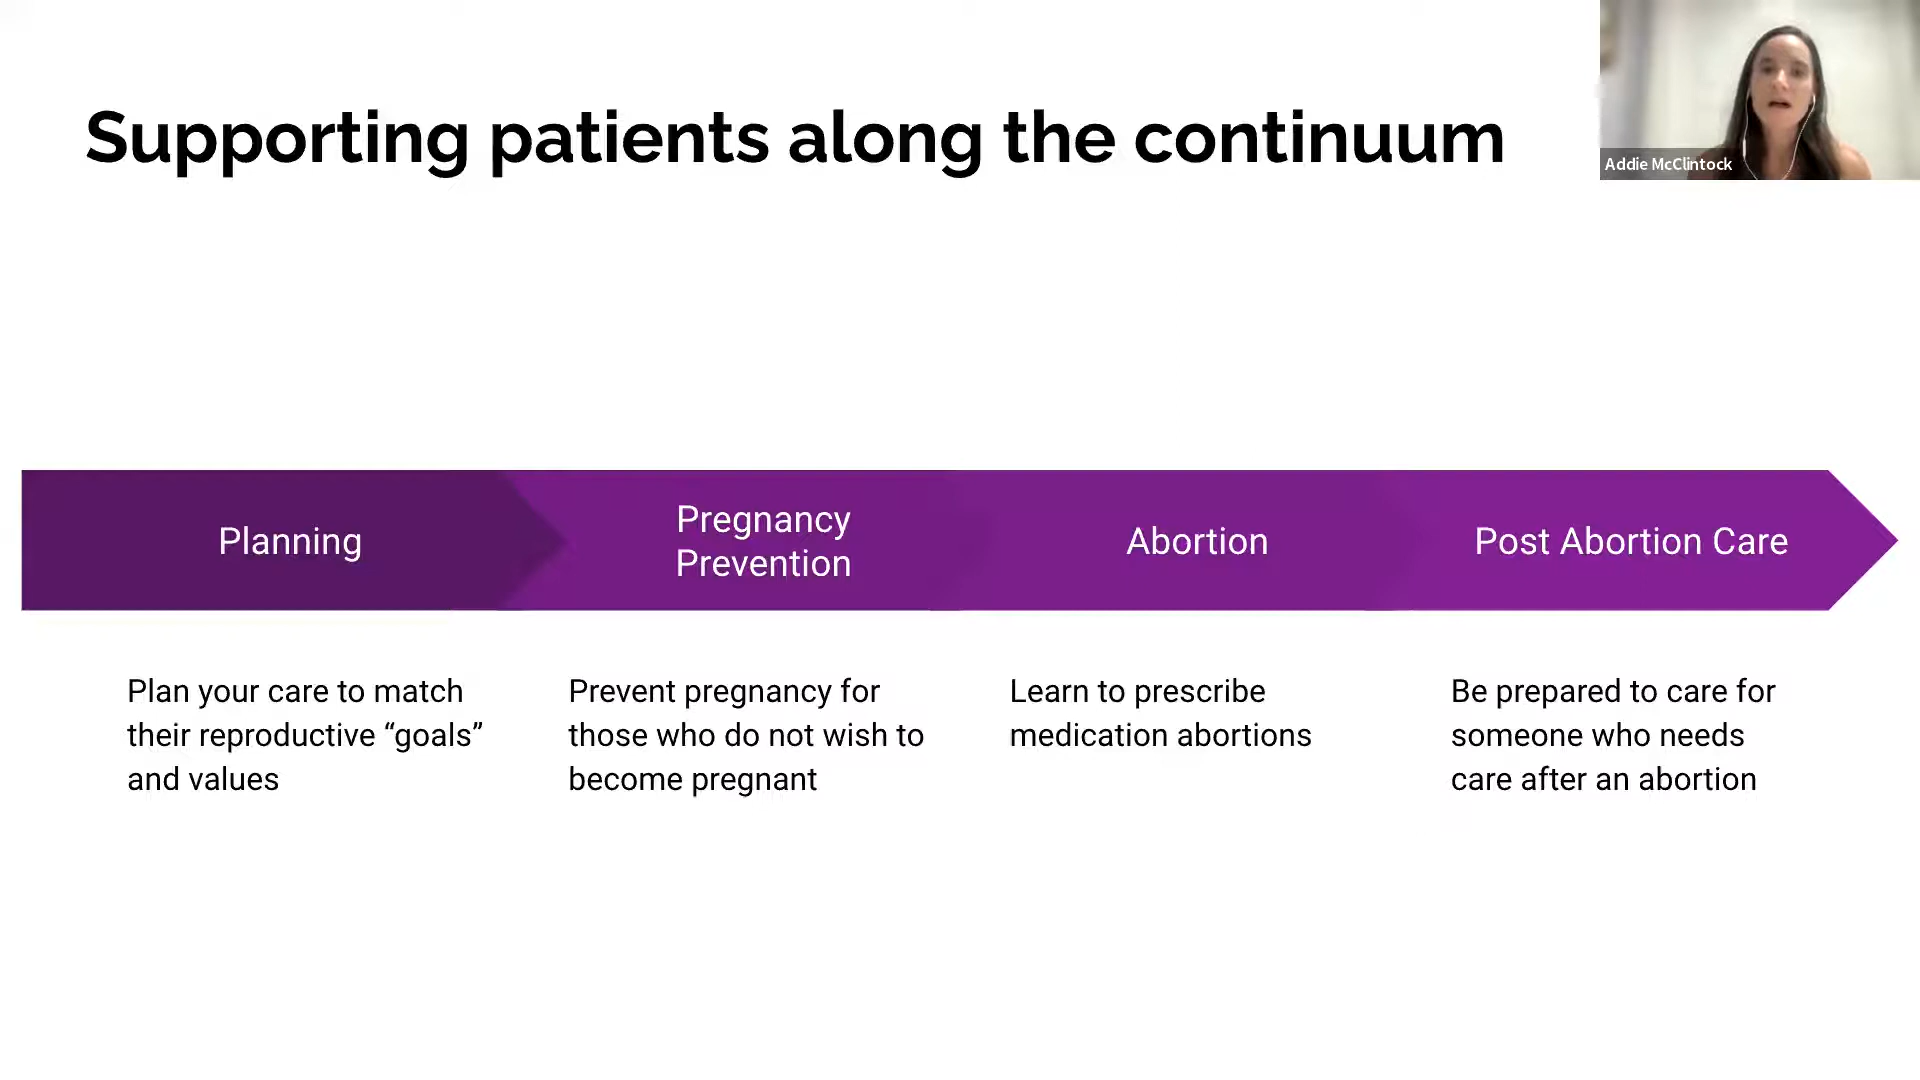 Supporting patients along the continuum
Addie McClintock
Planning
Pregnancy
Prevention
Abortion
Post Abortion Care
Plan your care to match
their reproductive “goals”
and values
Prevent pregnancy for
those who do not wish to
become pregnant
Learn to prescribe
medication abortions
Be prepared to care for
someone who needs
care after an abortion